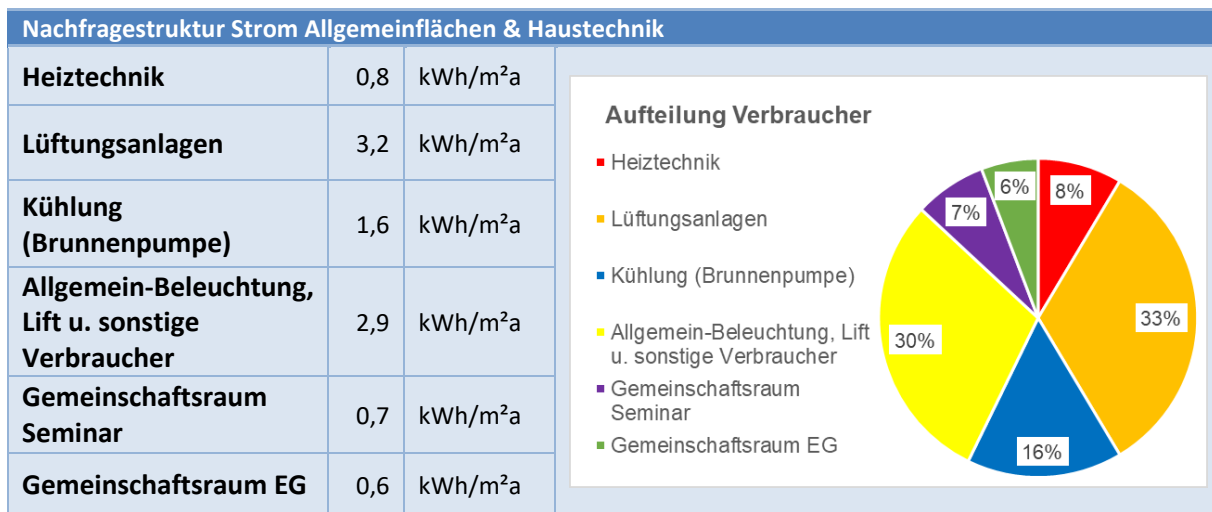 Nachfragestruktur Strom Allgemeinflächen & Haustechnik
Heiztechnik 0,8 kWh/m²a
Lüftungsanlagen 3,2 kWh/m²a
Kühlung
(Brunnenpumpe) 1,6 kWh/m²a
Allgemein-Beleuchtung,
Lift u. sonstige 2,9 kWh/m²a
Verbraucher
Gemeinschaftsraum
Seminar 0,7 kWh/m²a
Gemeinschaftsraum EG 0,6 kWh/m²a
Aufteilung Verbraucher
Heiztechnik
Lüftungsanlagen
Kühlung (Brunnenpumpe)
Allgemein-Beleuchtung, Lift
u. sonstige Verbraucher
Gemeinschaftsraum
Seminar
Gemeinschaftsraum EG
8%
33%
16%
30%
7%
6%